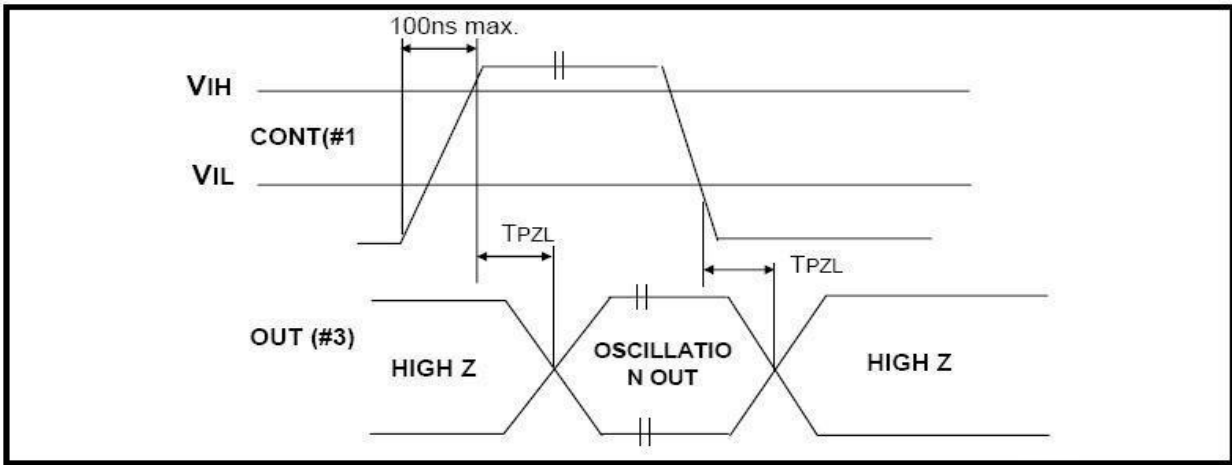 100ns max.
VIH
CONT(#1
VIL
TPZL
TPZL
OUT (#3)
HIGH Z
OSCILLATIO
N OUT
HIGH Z